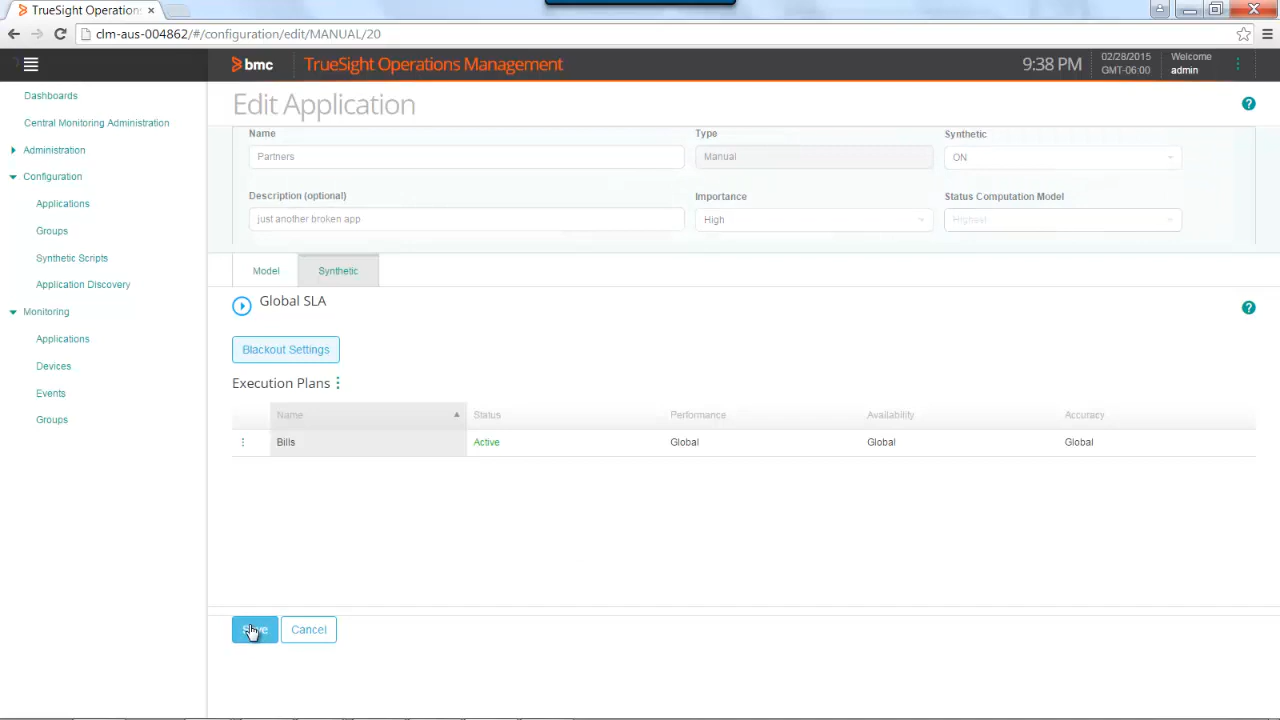 TrueSight Operation: ×
clm-aus-004862/#/configuration/edit/MANUAL/20
bmc TrueSight Operations Management
9:38 PM
02/28/2015
GMT-06:00
Welcome
admin
Dashboards
Central Monitoring Administration
Administration
Configuration
Applications
Groups
Synthetic Scripts
Application Discovery
Monitoring
Applications
Devices
Events
Groups
Edit Application
?
Name Type Synthetic
Partners Manual ON
Description (optional) Importance Status Computation Model
just another broken app High Highest
Model Synthetic
Global SLA
?
Blackout Settings
Execution Plans
Name Status Performance Availability Accuracy
Bills Active Global Global Global
Save Cancel